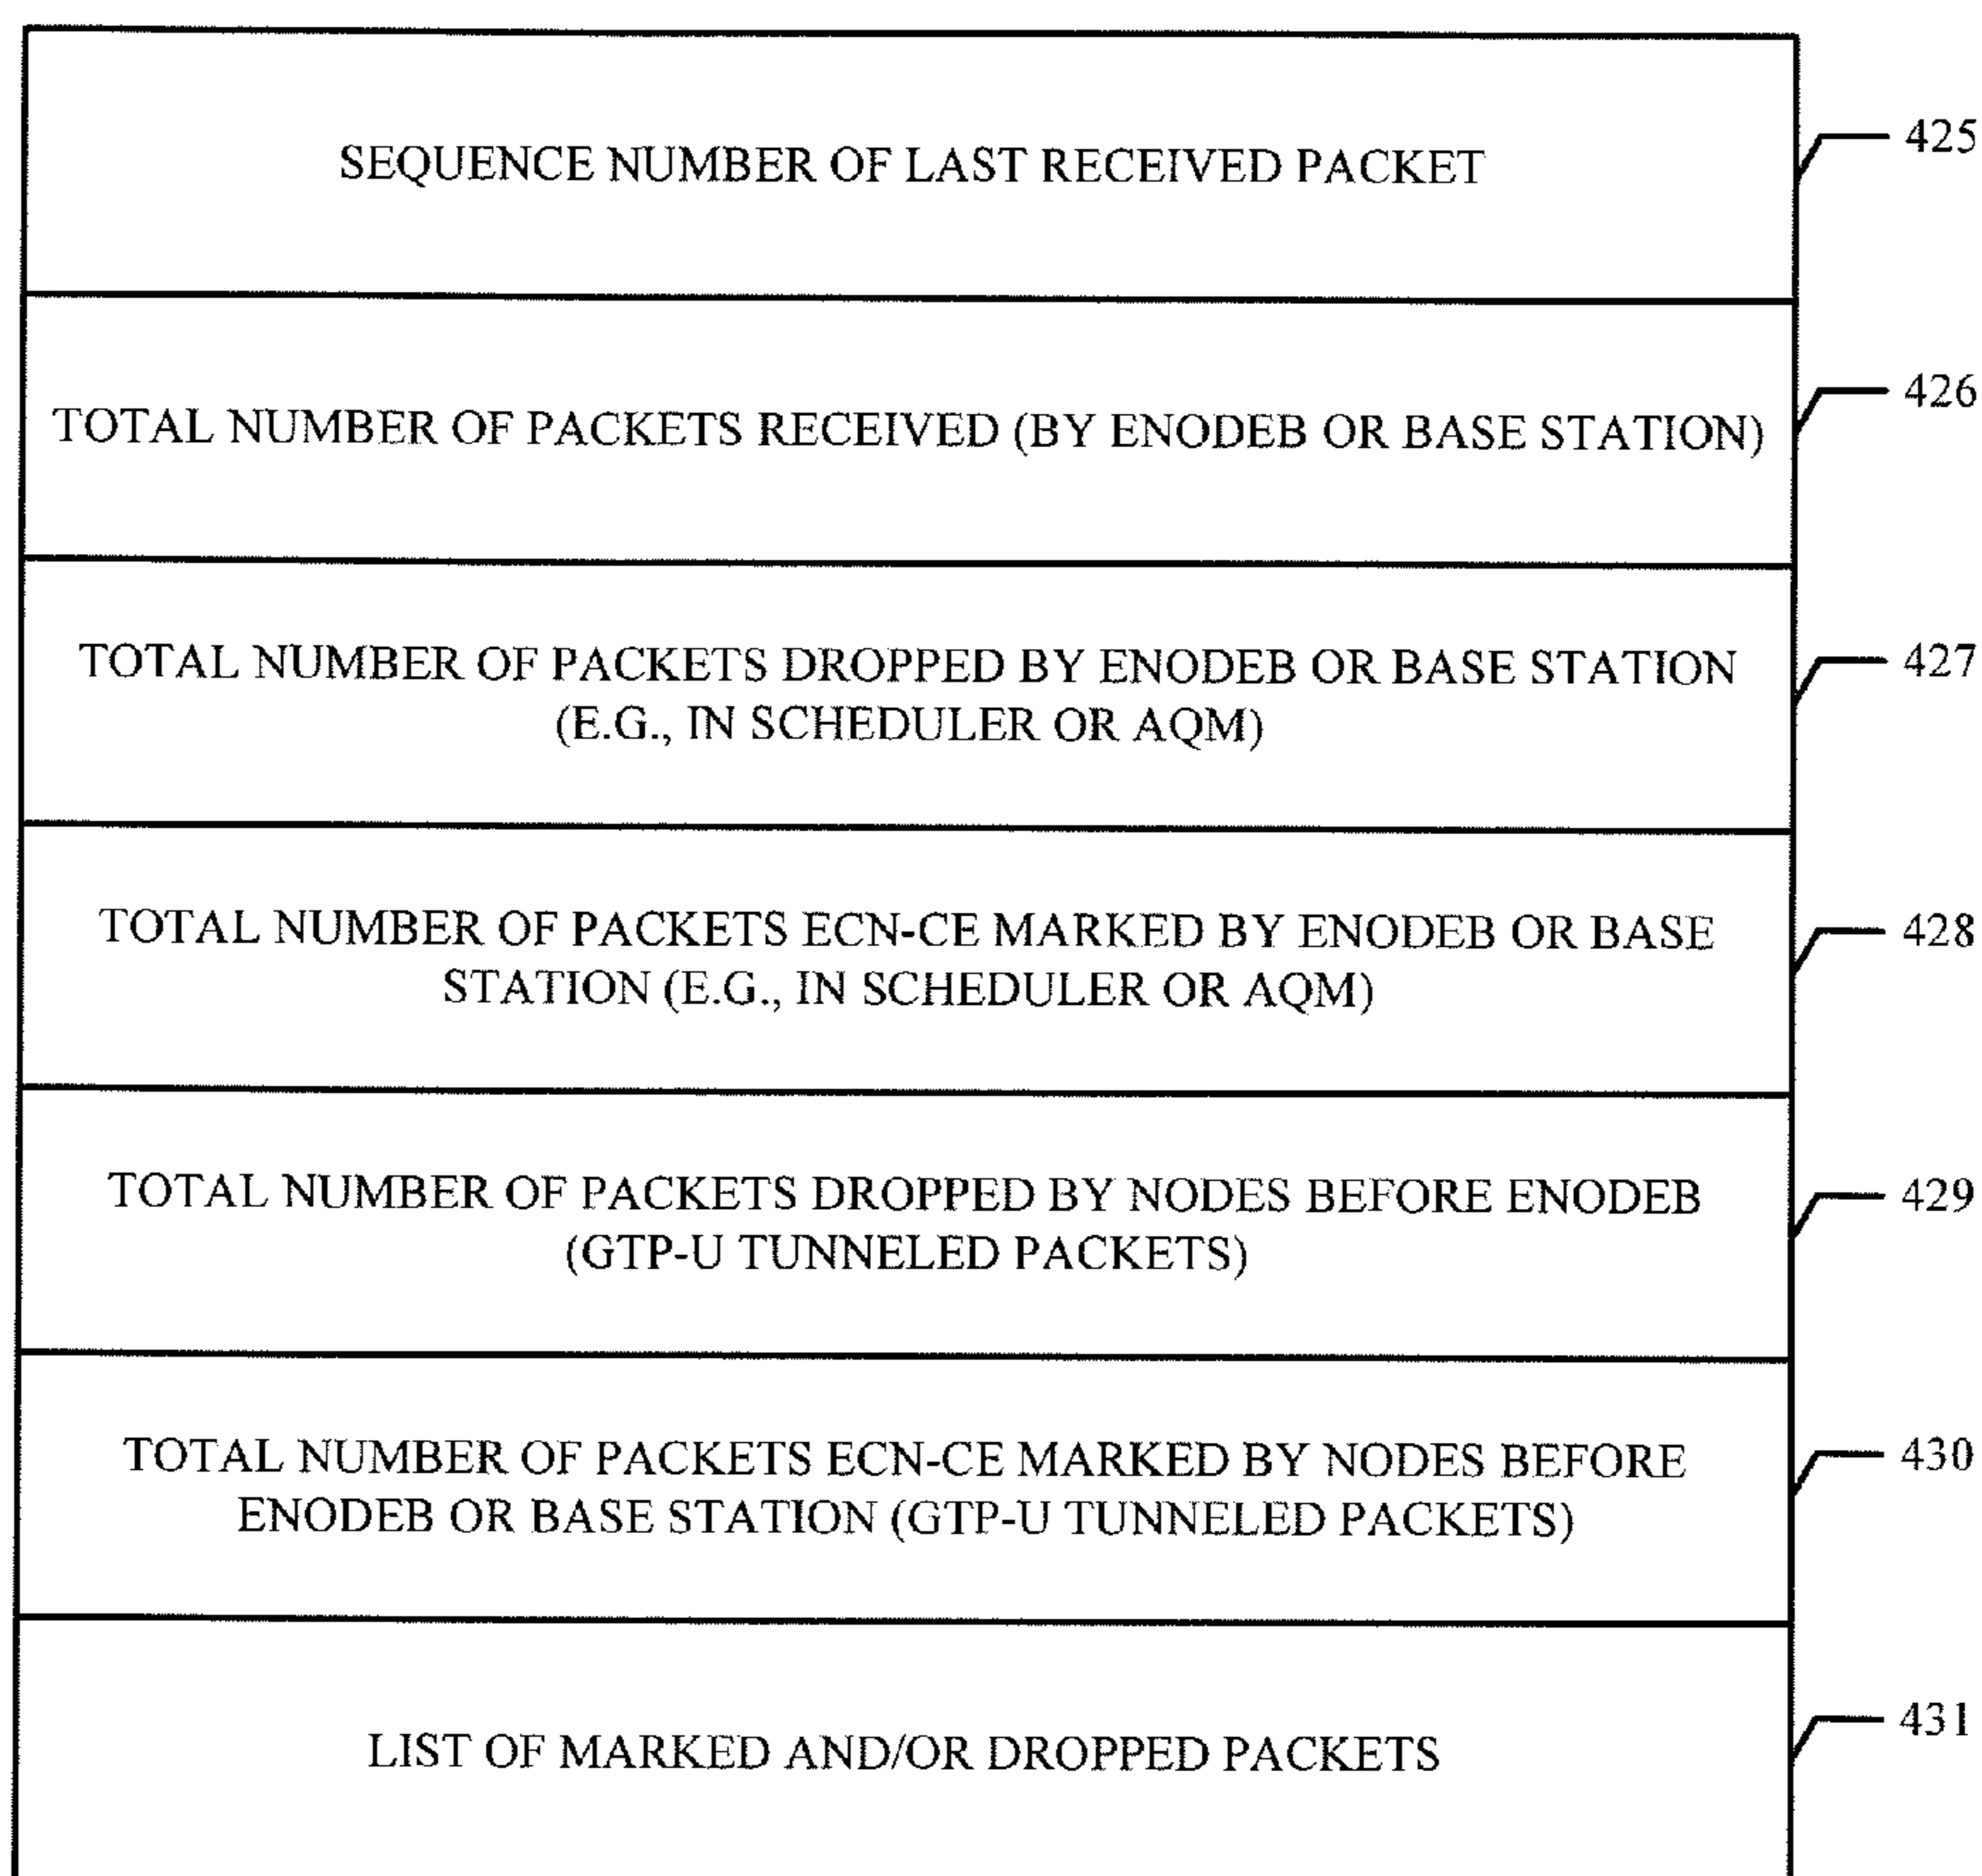 SEQUENCE NUMBER OF LAST RECEIVED PACKET
425
TOTAL NUMBER OF PACKETS RECEIVED (BY ENODEB OR BASE STATION)
426
TOTAL NUMBER OF PACKETS DROPPED BY ENODEB OR BASE STATION
(E.G., IN SCHEDULER OR AQM)
427
TOTAL NUMBER OF PACKETS ECN-CE MARKED BY ENODEB OR BASE
STATION (E.G., IN SCHEDULER OR AQM)
428
TOTAL NUMBER OF PACKETS DROPPED BY NODES BEFORE ENODEB
(GTP-U TUNNELED PACKETS)
429
TOTAL NUMBER OF PACKETS ECN-CE MARKED BY NODES BEFORE
ENODEB OR BASE STATION (GTP-U TUNNELED PACKETS)
430
LIST OF MARKED AND/OR DROPPED PACKETS
431